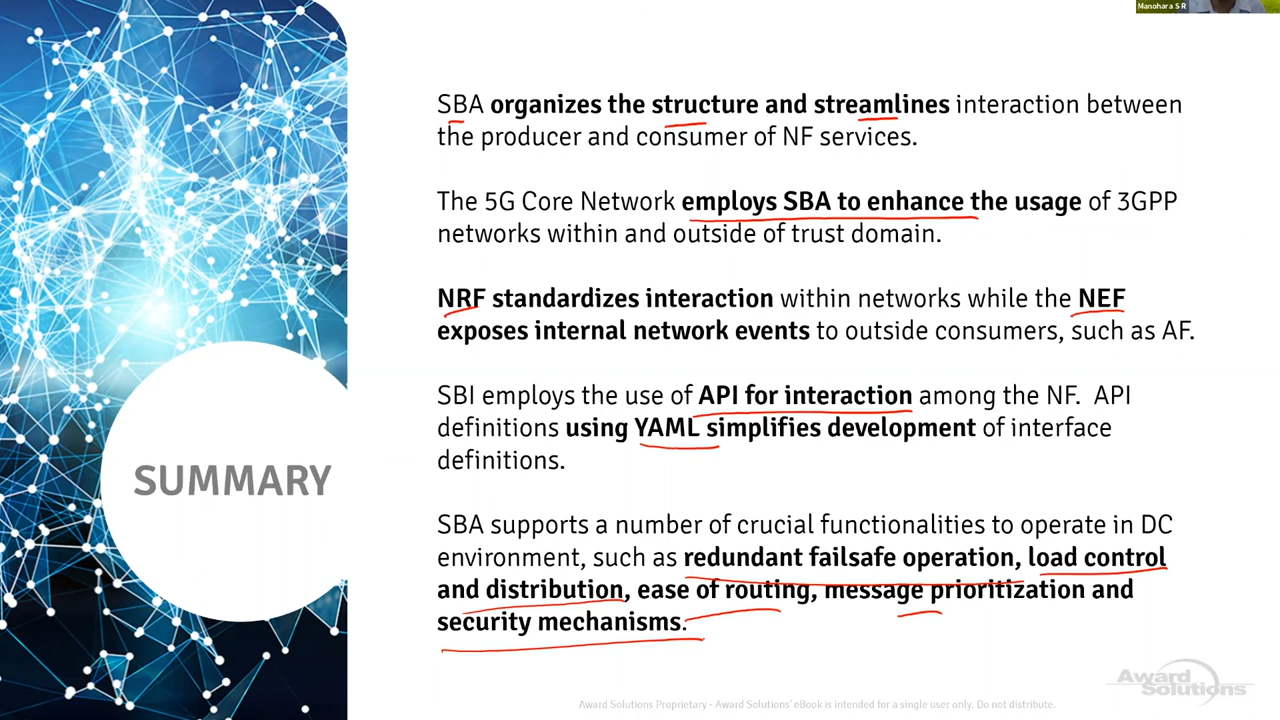 Manohara S R
SBA organizes the structure and streamlines interaction between
the producer and consumer of NF services.
The 5G Core Network employs SBA to enhance the usage of 3GPP
networks within and outside of trust domain.
NRF standardizes interaction within networks while the NEF
exposes internal network events to outside consumers, such as AF.
SBI employs the use of API for interaction among the NF. API
definitions using YAML simplifies development of interface
definitions.
SUMMARY
SBA supports a number of crucial functionalities to operate in DC
environment, such as redundant failsafe operation, load control
and distribution, ease of routing, message prioritization and
security mechanisms.
Award
Solutions
Award Solutions Proprietary - Award Solutions' eBook is intended for a single user only. Do not distribute.